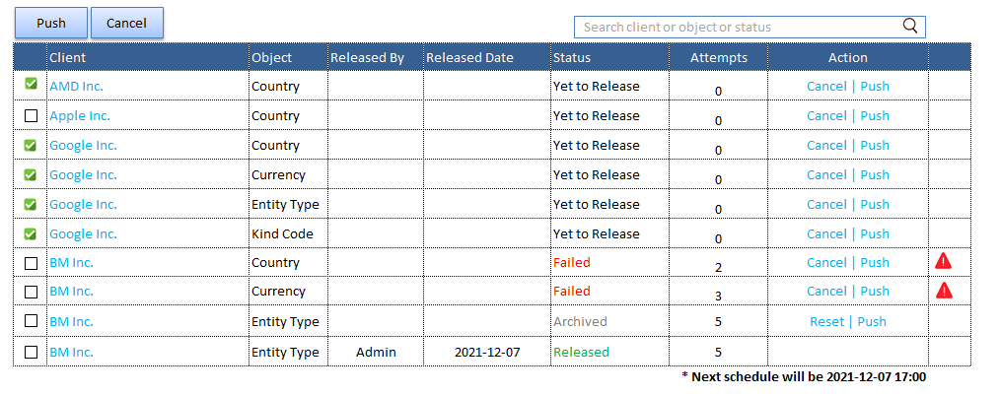 Push Cancel
Search client or object or status
Client Object Released By Released Date Status Attempts Action
AMD Inc. Country Yet to Release 0 Cancel | Push
Apple Inc. Country Yet to Release 0 Cancel | Push
Google Inc. Country Yet to Release 0 Cancel | Push
Google Inc. Currency Yet to Release 0 Cancel | Push
Google Inc. Entity Type Yet to Release 0 Cancel | Push
Google Inc. Kind Code Yet to Release 0 Cancel | Push
BM Inc. Country Failed 2 Cancel | Push
BM Inc. Currency Failed 3 Cancel | Push
BM Inc. Entity Type Archived 5 Reset | Push
BM Inc. Entity Type Admin 2021-12-07 Released 5
* Next schedule will be 2021-12-07 17:00